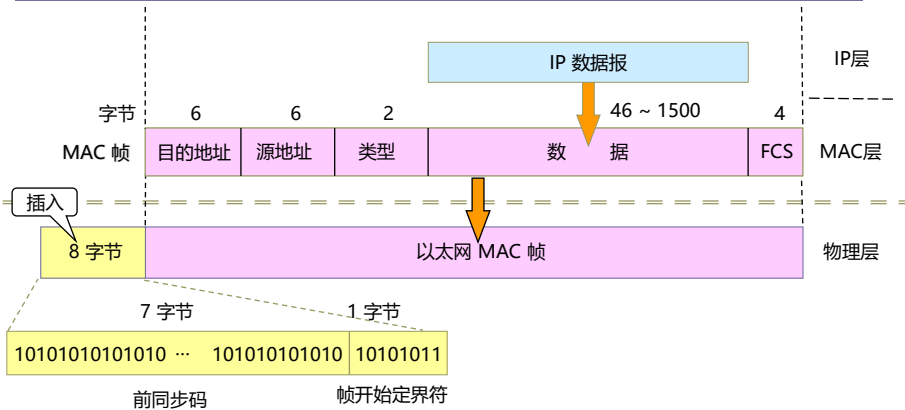 IP 数据报
IP层
字节 6 6 2 46 ~ 1500 4
MAC 帧 目的地址 源地址 类型 数 据 FCS MAC层
插入
8 字节 以太网 MAC 帧 物理层
7 字节 1 字节
10101010101010 ··· 101010101010 10101011
前同步码 帧开始定界符